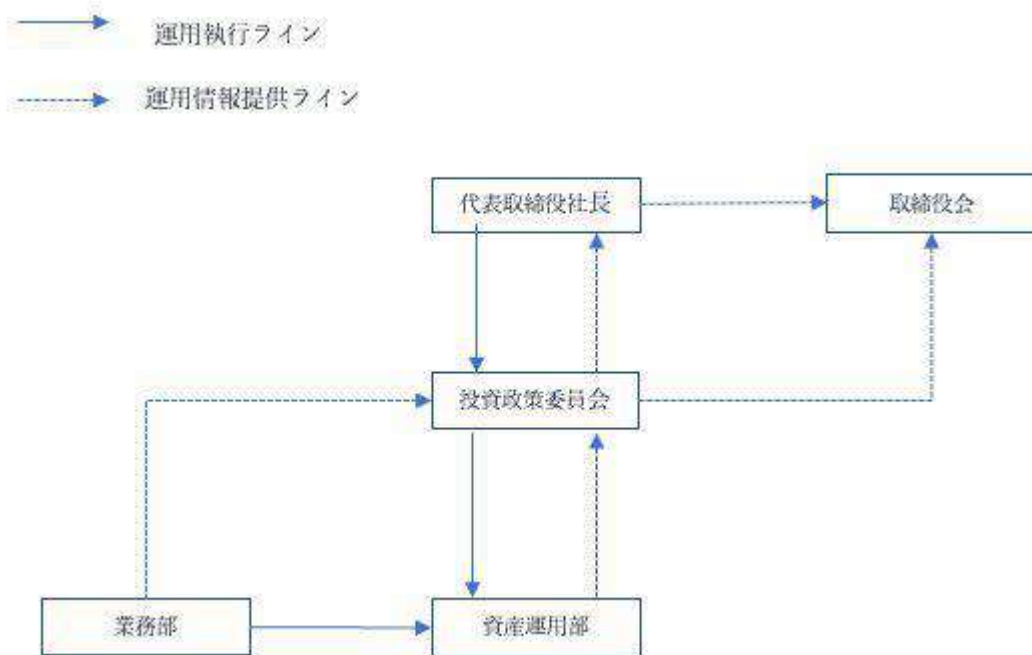 運用執行ライン
運用情報提供ライン
代表取締役社長
取締役会
投資政策委員会
業務部
資産運用部